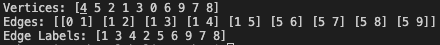 Vertices: [4 5 2 1 3 0 6 9 7 8]
Edges: [[0 1] [1 2] [1 3] [1 4] [1 5] [5 6] [5 7] [5 8] [5 9]]
Edge Labels: [1 3 4 2 5 6 9 7 8]